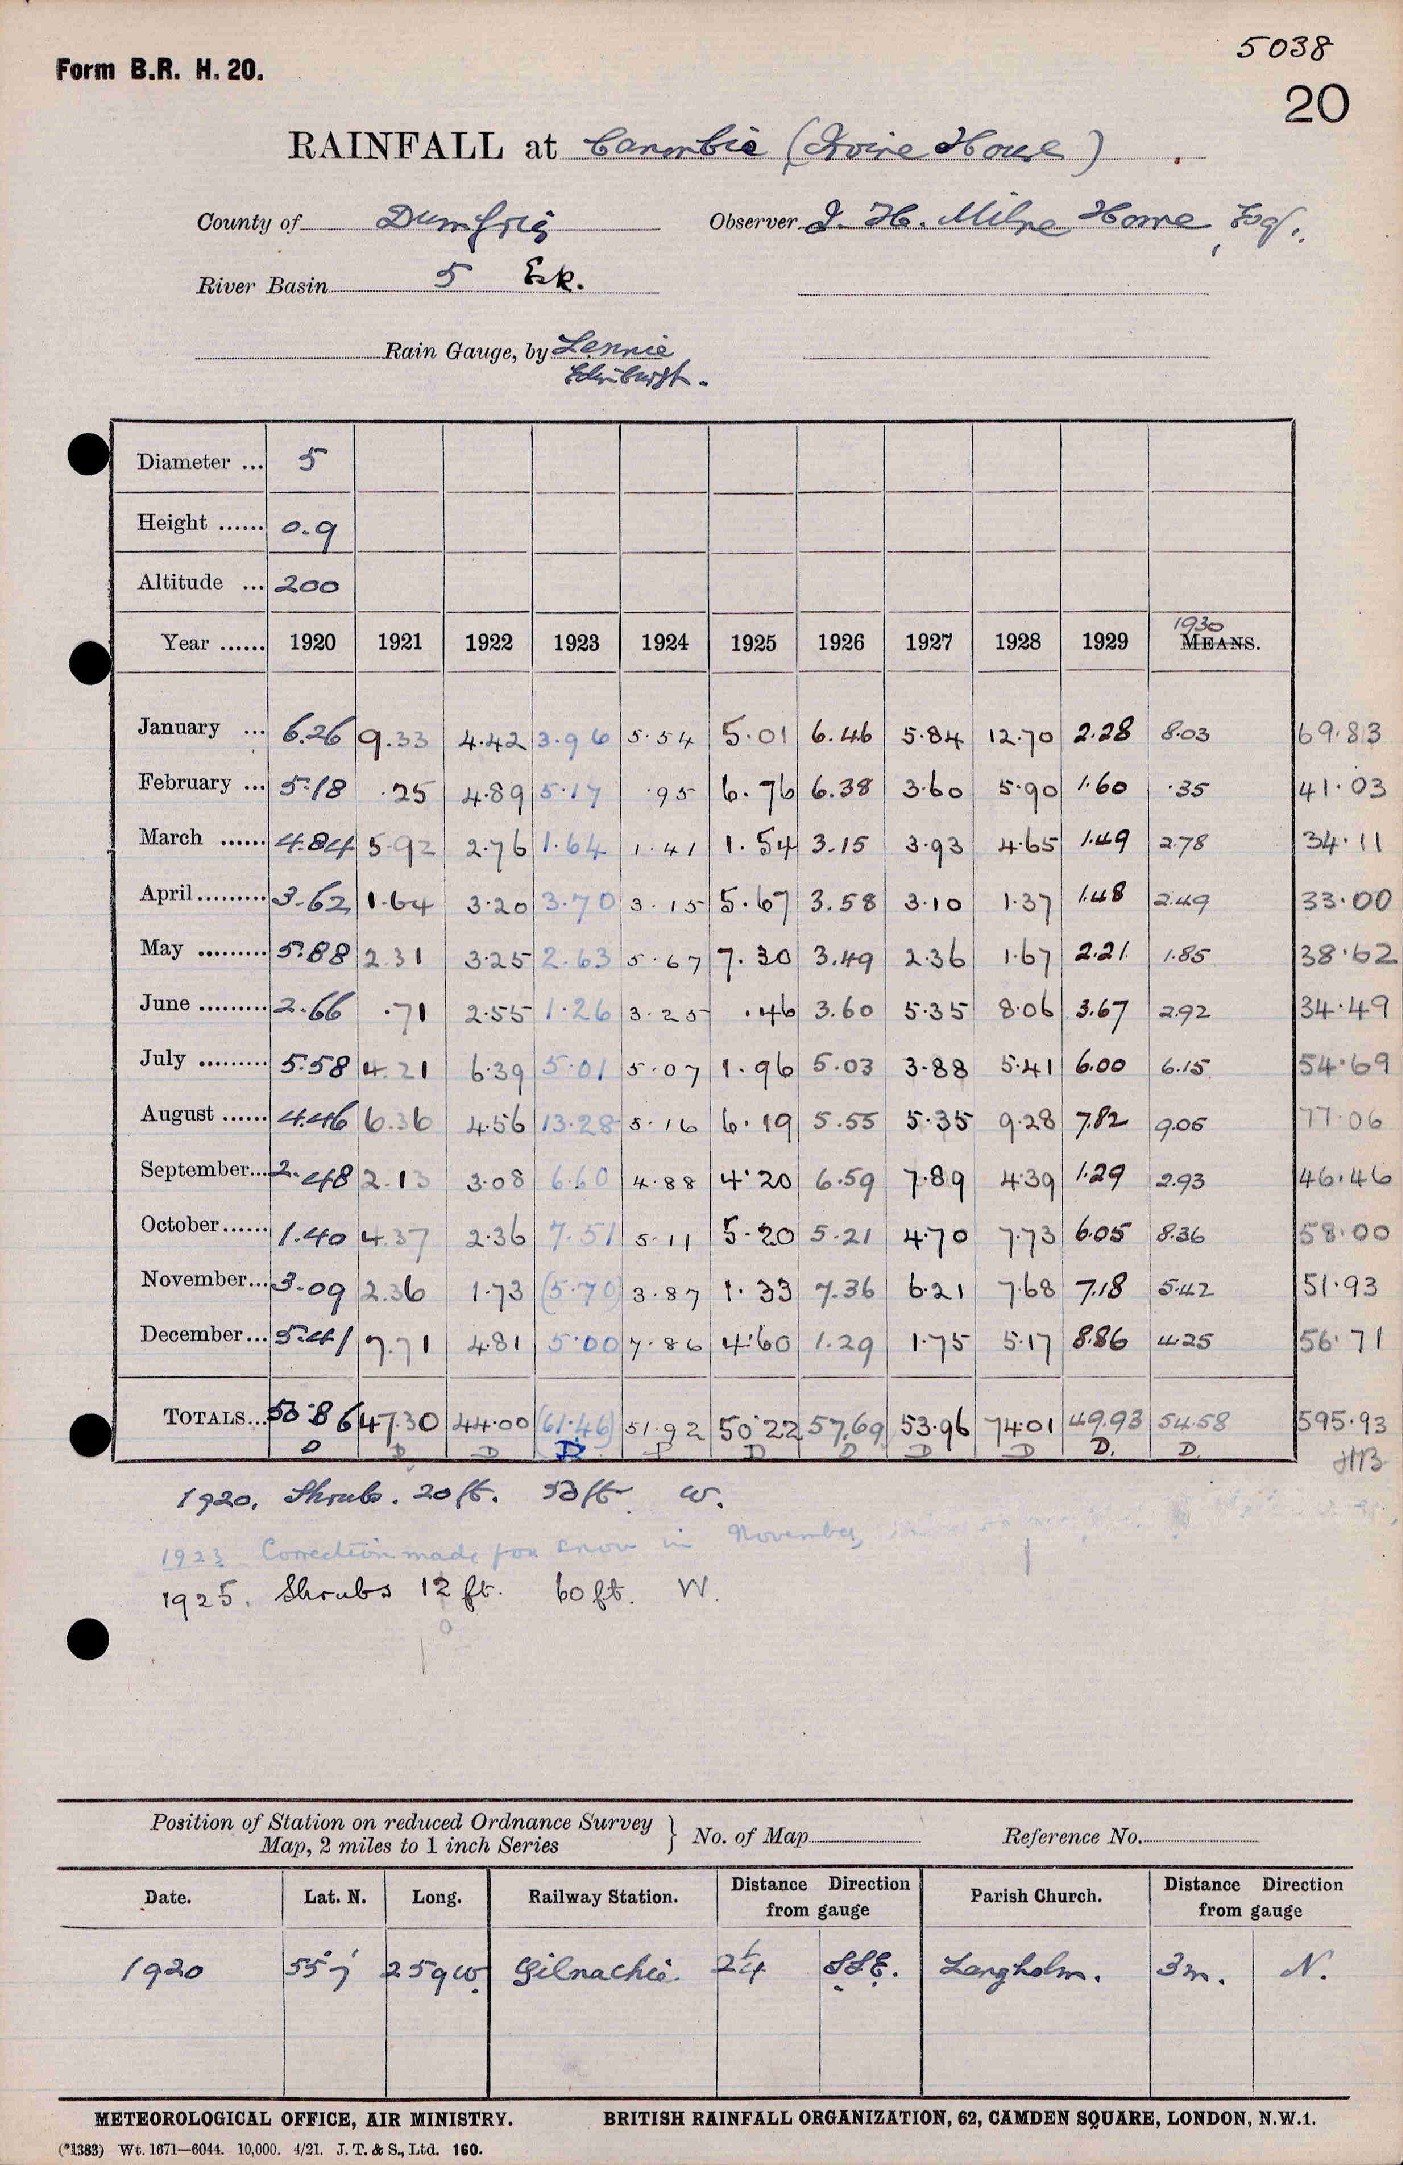 5038
Form B.R. H. 20.
20
RAINFALL at Canonbie (Irvine House)
County of Dumfries Observer J. H. Milne Home, Esq.
River Basin 5 Esk.
Rain Gauge, by Lennie
Edinburgh.
Diameter ... 5
Height ...... 0.9
Altitude ... 200
1930
Year ...... 1920 1921 1922 1923 1924 1925 1926 1927 1928 1929 MEANS.
January ... 6.26 9.33 4.42 3.96 5.54 5.01 6.46 5.84 12.70 2.28 8.03 69.83
February ... 5.18 .25 4.89 5.17 .95 6.76 6.38 3.60 5.90 1.60 .35 41.03
March ...... 4.84 5.92 2.76 1.64 1.41 1.54 3.15 3.93 4.65 1.49 2.78 34.11
April ......... 3.62 1.64 3.20 3.70 3.15 5.67 3.58 3.10 1.37 1.48 2.49 33.00
May ......... 5.88 2.31 3.25 2.63 5.67 7.30 3.49 2.36 1.67 2.21 1.85 38.62
June ......... 2.66 .71 2.55 1.26 3.25 .46 3.60 5.35 8.06 3.67 2.92 34.49
July ......... 5.58 4.21 6.39 5.01 5.07 1.96 5.03 3.88 5.41 6.00 6.15 54.69
August ...... 4.46 6.36 4.56 13.28 5.16 6.19 5.55 5.35 9.28 7.82 9.05 77.06
September... 2.48 2.13 3.08 6.60 4.88 4.20 6.59 7.89 4.39 1.29 2.93 46.46
October...... 1.40 4.37 2.36 7.51 5.11 5.20 5.21 4.70 7.73 6.05 8.36 58.00
November... 3.09 2.36 1.73 (5.70) 3.87 1.33 7.36 6.21 7.68 7.18 5.42 51.93
December... 5.41 7.71 4.81 5.00 7.86 4.60 1.29 1.75 5.17 8.86 4.25 56.71
TOTALS... 50.86 47.30 44.00 (61.46) 51.92 50.22 57.69 53.96 74.01 49.93 54.58 595.93
D D D D D D D D D D. D.
1920. Shrubs. 20ft. 53ft W.
1923 Correction made for snow in November,
1925. Shrubs 12 ft. 60 ft. W.
Position of Station on reduced Ordnance Survey
Map, 2 miles to 1 inch Series } No. of Map Reference No.
Date. Lat. N. Long. Railway Station. Distance Direction from gauge Parish Church. Distance Direction from gauge
1920 55° 7' 2 59 W Gilnochie. 2¼ SSE. Langholm. 3m. N.
METEOROLOGICAL OFFICE, AIR MINISTRY. BRITISH RAINFALL ORGANIZATION, 62, CAMDEN SQUARE, LONDON, N.W.1.
(*1383) Wt. 1671—6044. 10,000. 4/21. J. T. & S., Ltd. 160.